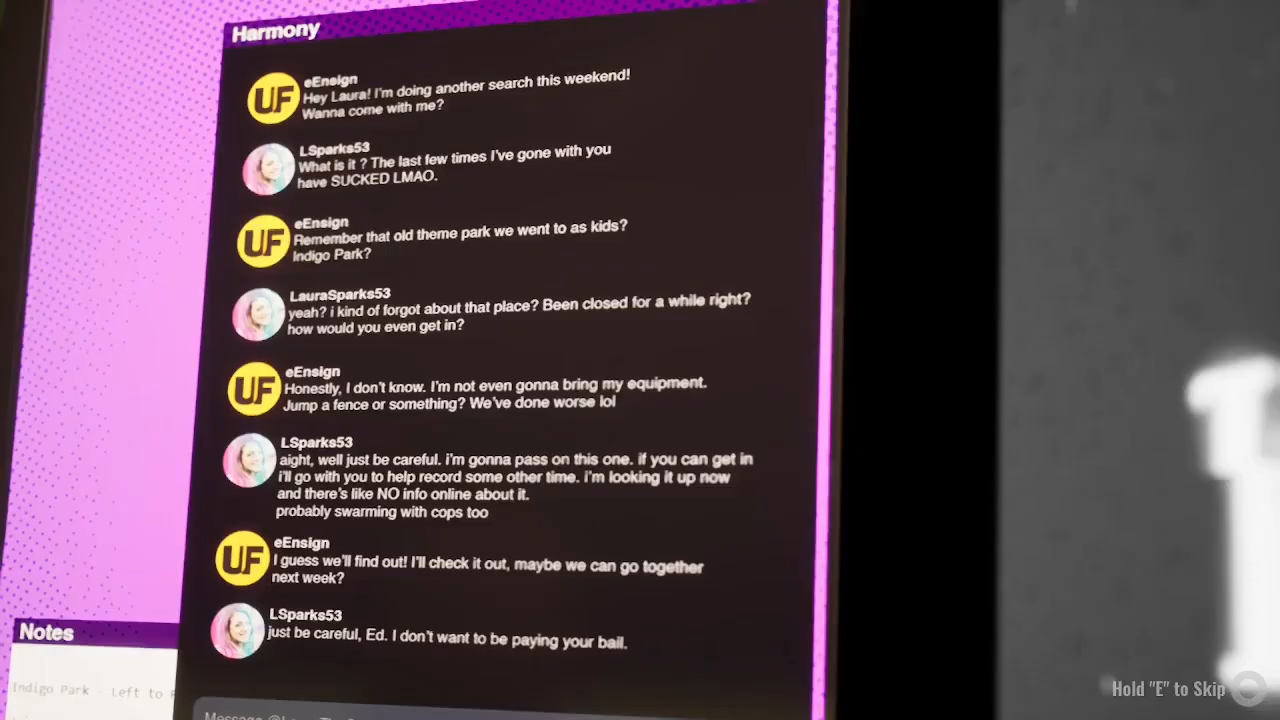 Harmony
UF
eEnsign
Hey Laura! I'm doing another search this weekend!
Wanna come with me?
LSparks53
What is it ? The last few times I've gone with you
have SUCKED LMAO.
UF
eEnsign
Remember that old theme park we went to as kids?
Indigo Park?
LauraSparks53
yeah? i kind of forgot about that place? Been closed for a while right?
how would you even get in?
UF
eEnsign
Honestly, I don't know. I'm not even gonna bring my equipment.
Jump a fence or something? We've done worse lol
LSparks53
aight, well just be careful. i'm gonna pass on this one. if you can get in
i'll go with you to help record some other time. i'm looking it up now
and there's like NO info online about it.
probably swarming with cops too
UF
eEnsign
I guess we'll find out! I'll check it out, maybe we can go together
next week?
LSparks53
just be careful, Ed. I don't want to be paying your bail.
Notes
Indigo Park - Left to
Message
Hold "E" to Skip